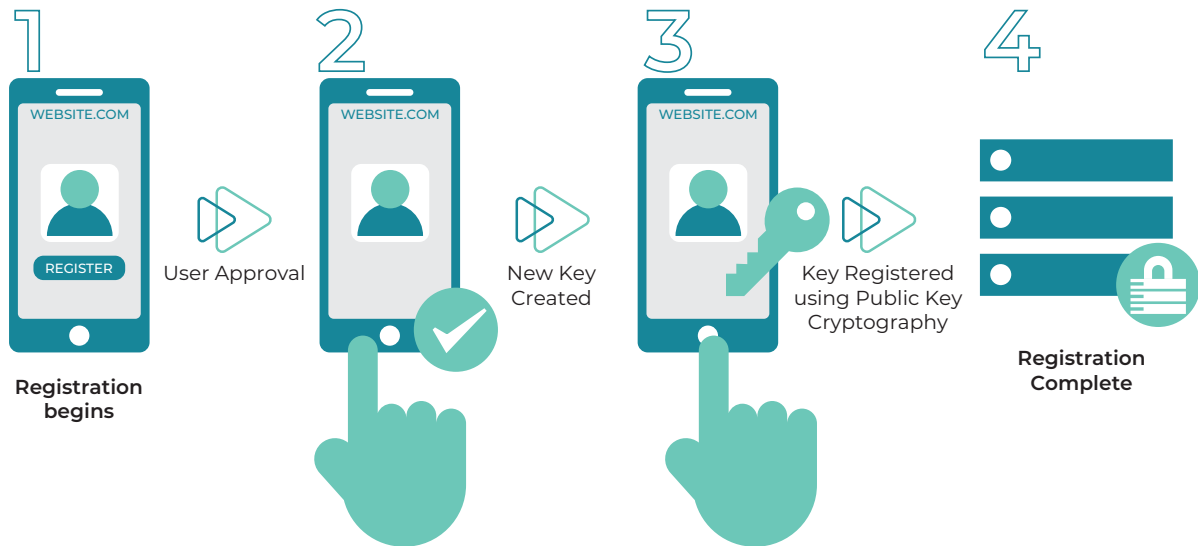 1
2
3
4
WEBSITE.COM
REGISTER
Registration
begins
User Approval
WEBSITE.COM
New Key
Created
WEBSITE.COM
Key Registered
using Public Key
Cryptography
Registration
Complete